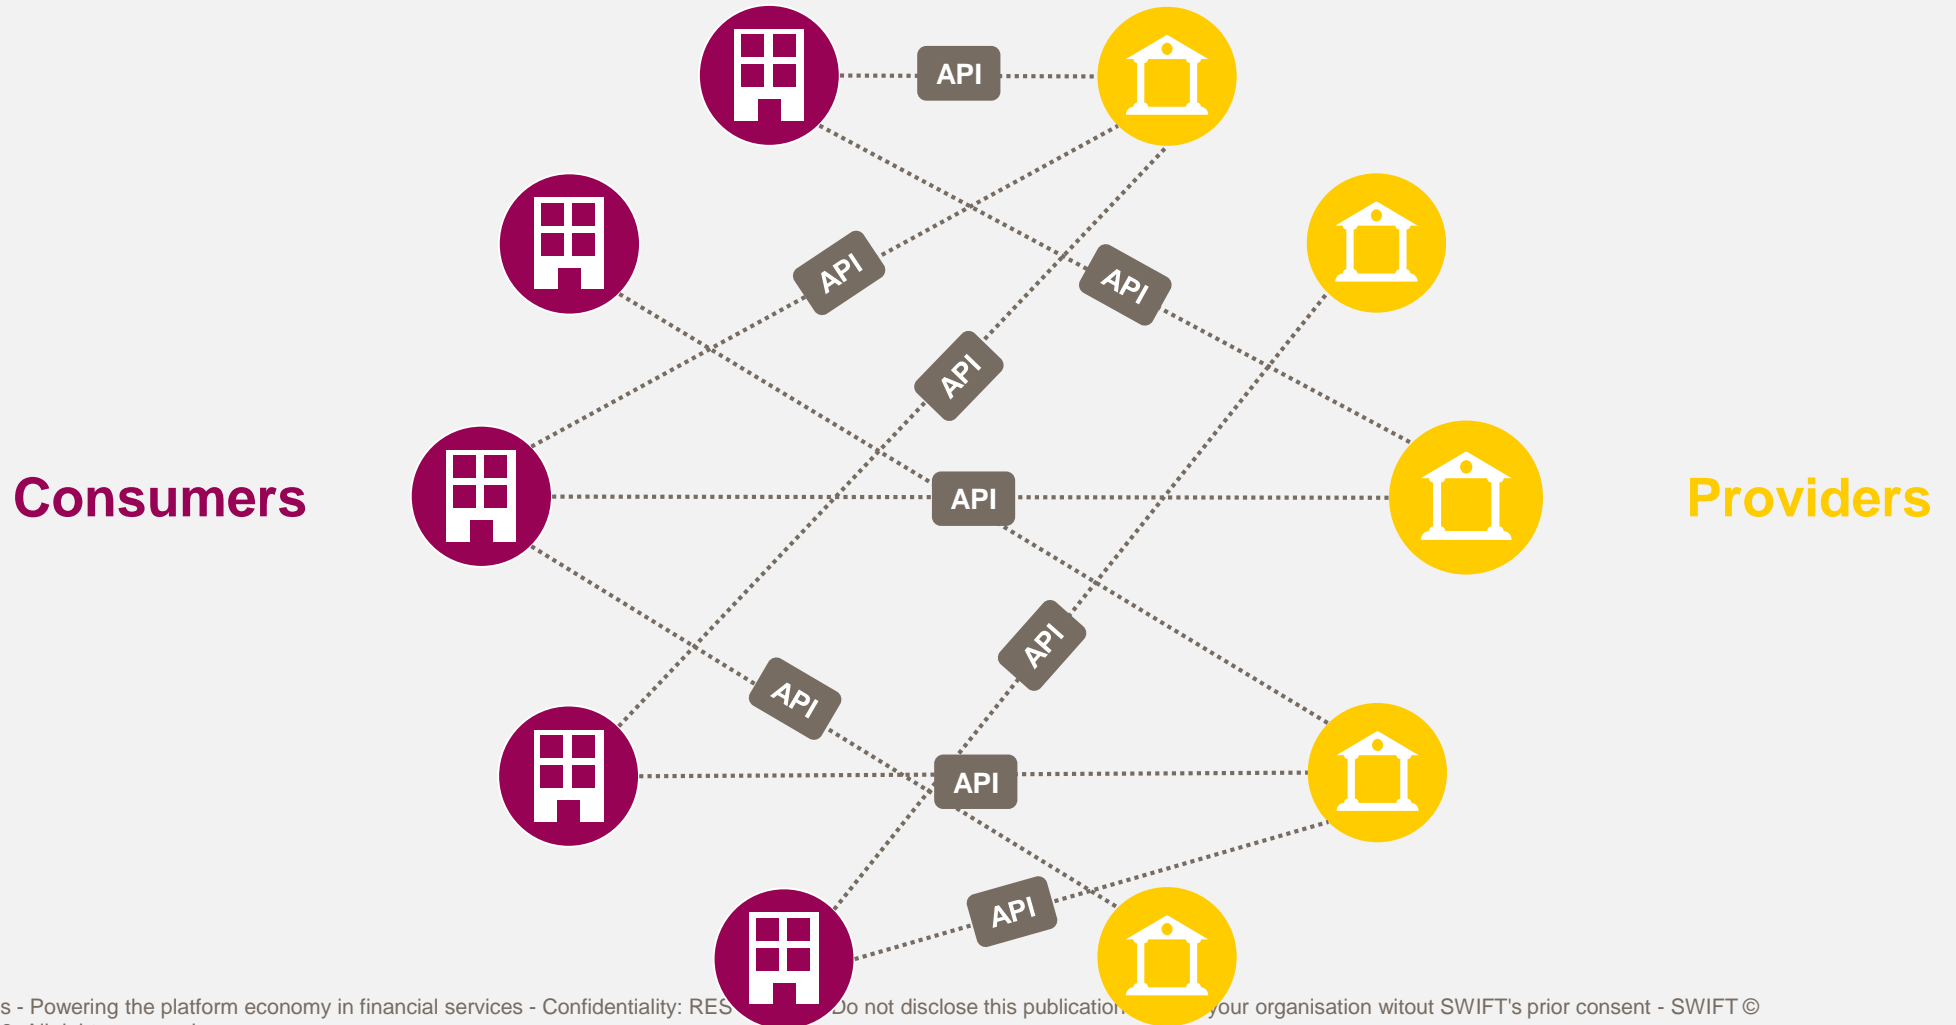 API
API
API
API
Consumers
API
Providers
API
API
API
API
s - Powering the platform economy in financial services - Confidentiality: RES Do not disclose this publication your organisation witout SWIFT's prior consent - SWIFT ©